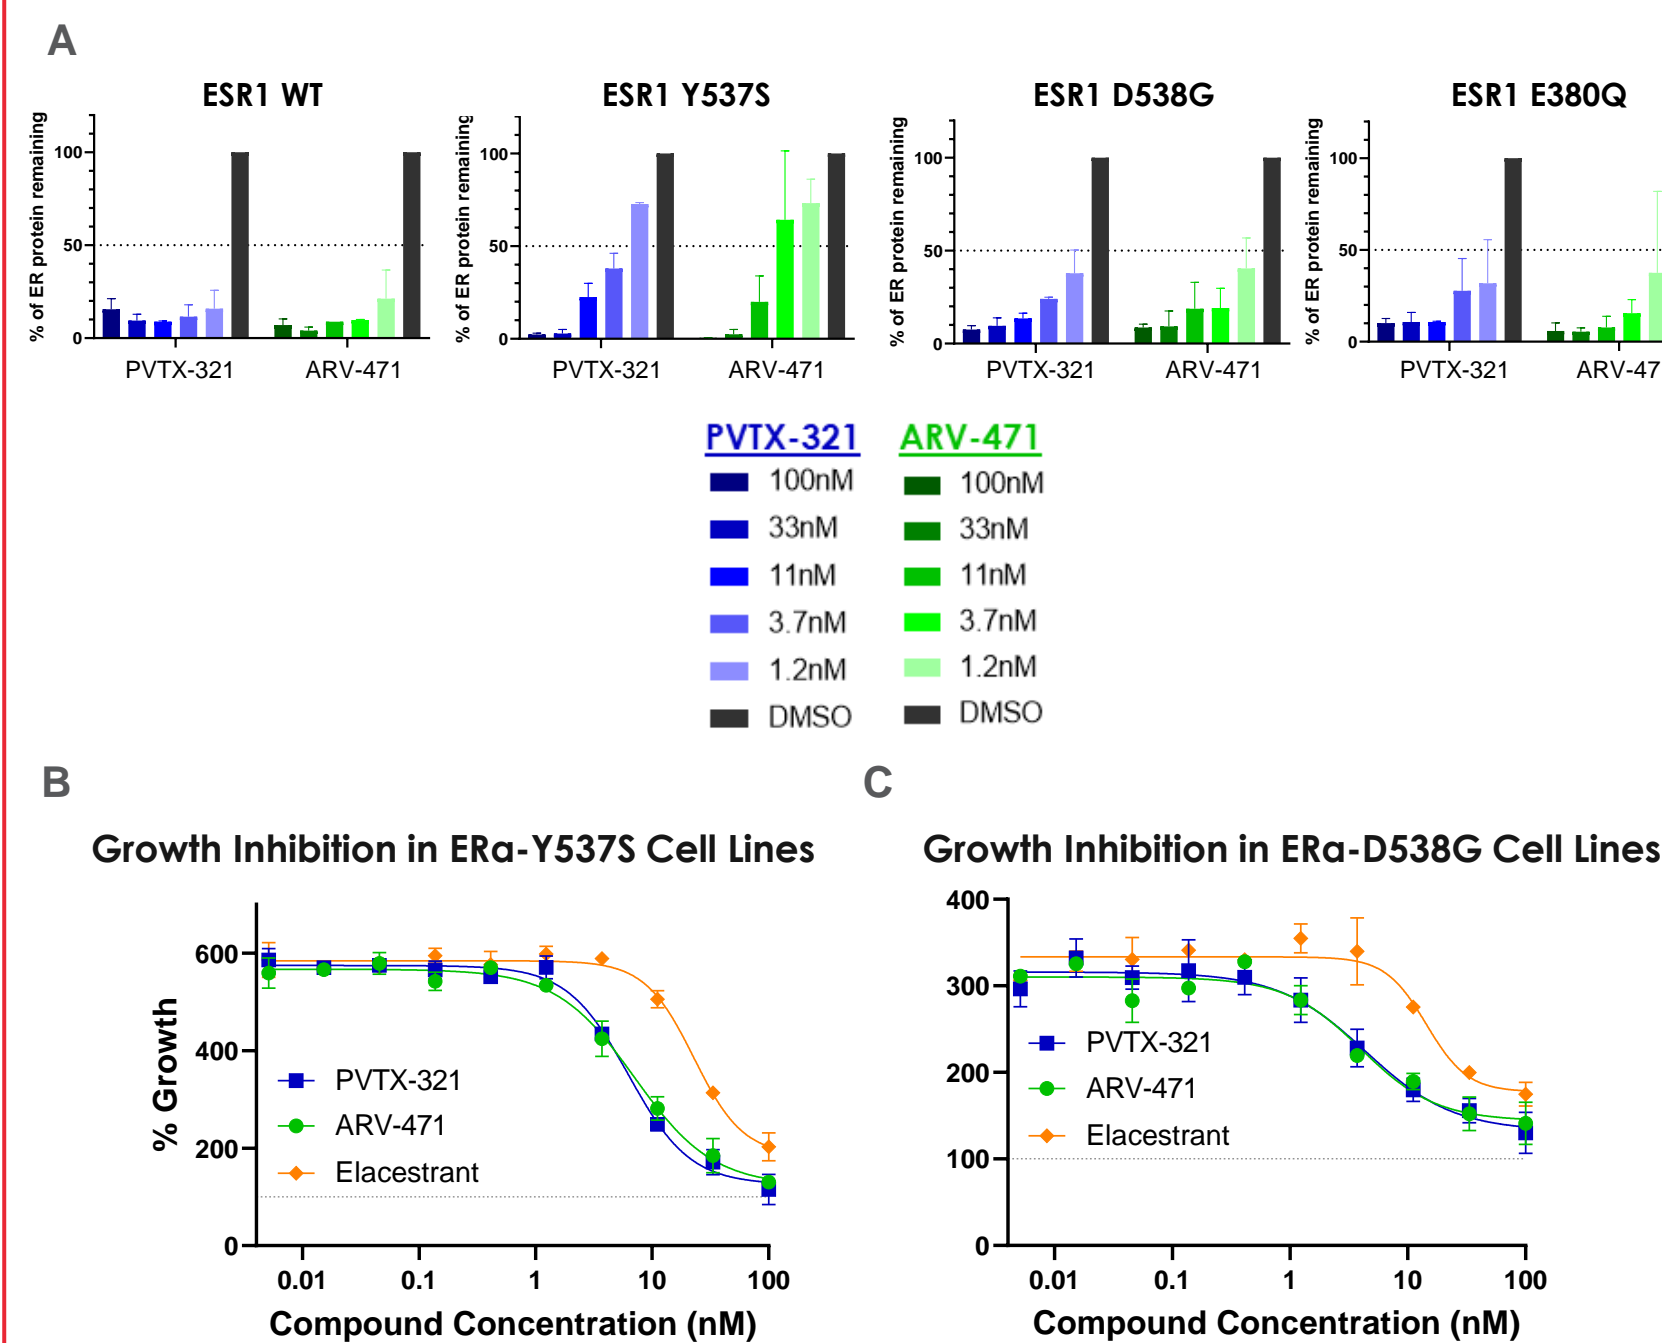 A
ESR1 WT
ESR1 Y537S
ESR1 D538G
ESR1 E380Q
% of ER protein remaining
100
50
0
PVTX-321
ARV-471
% of ER protein remaining
100
50
0
PVTX-321
ARV-471
% of ER protein remaining
100
50
0
PVTX-321
ARV-471
% of ER protein remaining
100
50
0
PVTX-321
ARV-47
PVTX-321
100nM
33nM
11nM
3.7nM
1.2nM
DMSO
ARV-471
100nM
33nM
11nM
3.7nM
1.2nM
DMSO
B
Growth Inhibition in ERa-Y537S Cell Lines
% Growth
600
400
200
0
PVTX-321
ARV-471
Elacestrant
0.01
0.1
1
10
100
Compound Concentration (nM)
C
Growth Inhibition in ERa-D538G Cell Lines
400
300
200
100
0
PVTX-321
ARV-471
Elacestrant
0.01
0.1
1
10
100
Compound Concentration (nM)